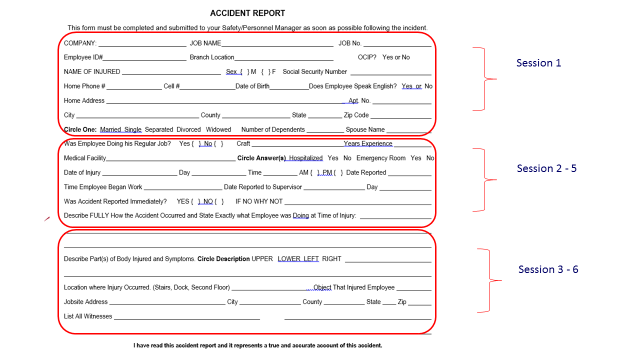 ACCIDENT REPORT
This form must be completed and submitted to your Safety/Personnel Manager as soon as possible following the incident.
COMPANY: JOB NAME JOB No.
Employee ID# Branch Location OCIP? Yes or No
NAME OF INJURED Sex ( ) M ( ) F Social Security Number
Home Phone # Cell # Date of Birth Does Employee Speak English? Yes or No
Home Address Apt. No.
City County State Zip Code
Circle One: Married Single Separated Divorced Widowed Number of Dependents Spouse Name
Session 1
Was Employee Doing his Regular Job? Yes ( ) No ( ) Craft Years Experience
Medical Facility Circle Answer(s) Hospitalized Yes No Emergency Room Yes No
Date of Injury Day Time AM ( ) PM ( ) Date Reported
Time Employee Began Work Date Reported to Supervisor Day
Was Accident Reported Immediately? YES ( ) NO ( ) IF NO WHY NOT
Describe FULLY How the Accident Occurred and State Exactly what Employee was Doing at Time of Injury:
Session 2 - 5
Describe Part(s) of Body Injured and Symptoms. Circle Description UPPER LOWER LEFT RIGHT
Location where Injury Occurred. (Stairs, Dock, Second Floor) Object That Injured Employee
Jobsite Address City County State Zip
List All Witnesses
Session 3 - 6
I have read this accident report and it represents a true and accurate account of this accident.